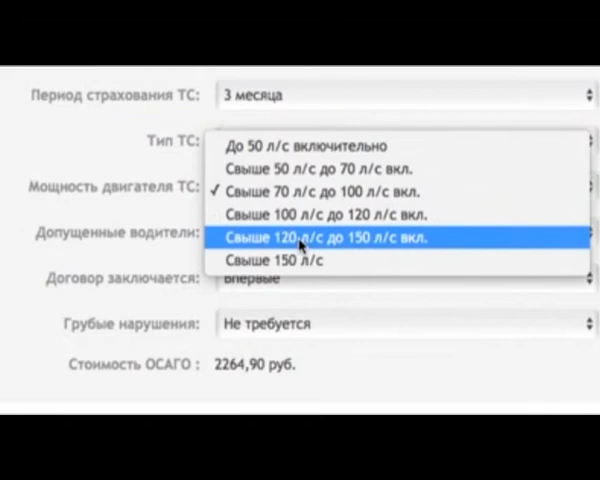 Период страхования ТС: 3 месяца
Тип ТС:
До 50 л/с включительно
Свыше 50 л/с до 70 л/с вкл.
Мощность двигателя ТС: ✓ Свыше 70 л/с до 100 л/с вкл.
Свыше 100 л/с до 120 л/с вкл.
Допущенные водители: Свыше 120 л/с до 150 л/с вкл.
Свыше 150 л/с
Договор заключается: Впервые
Грубые нарушения: Не требуется
Стоимость ОСАГО : 2264,90 руб.